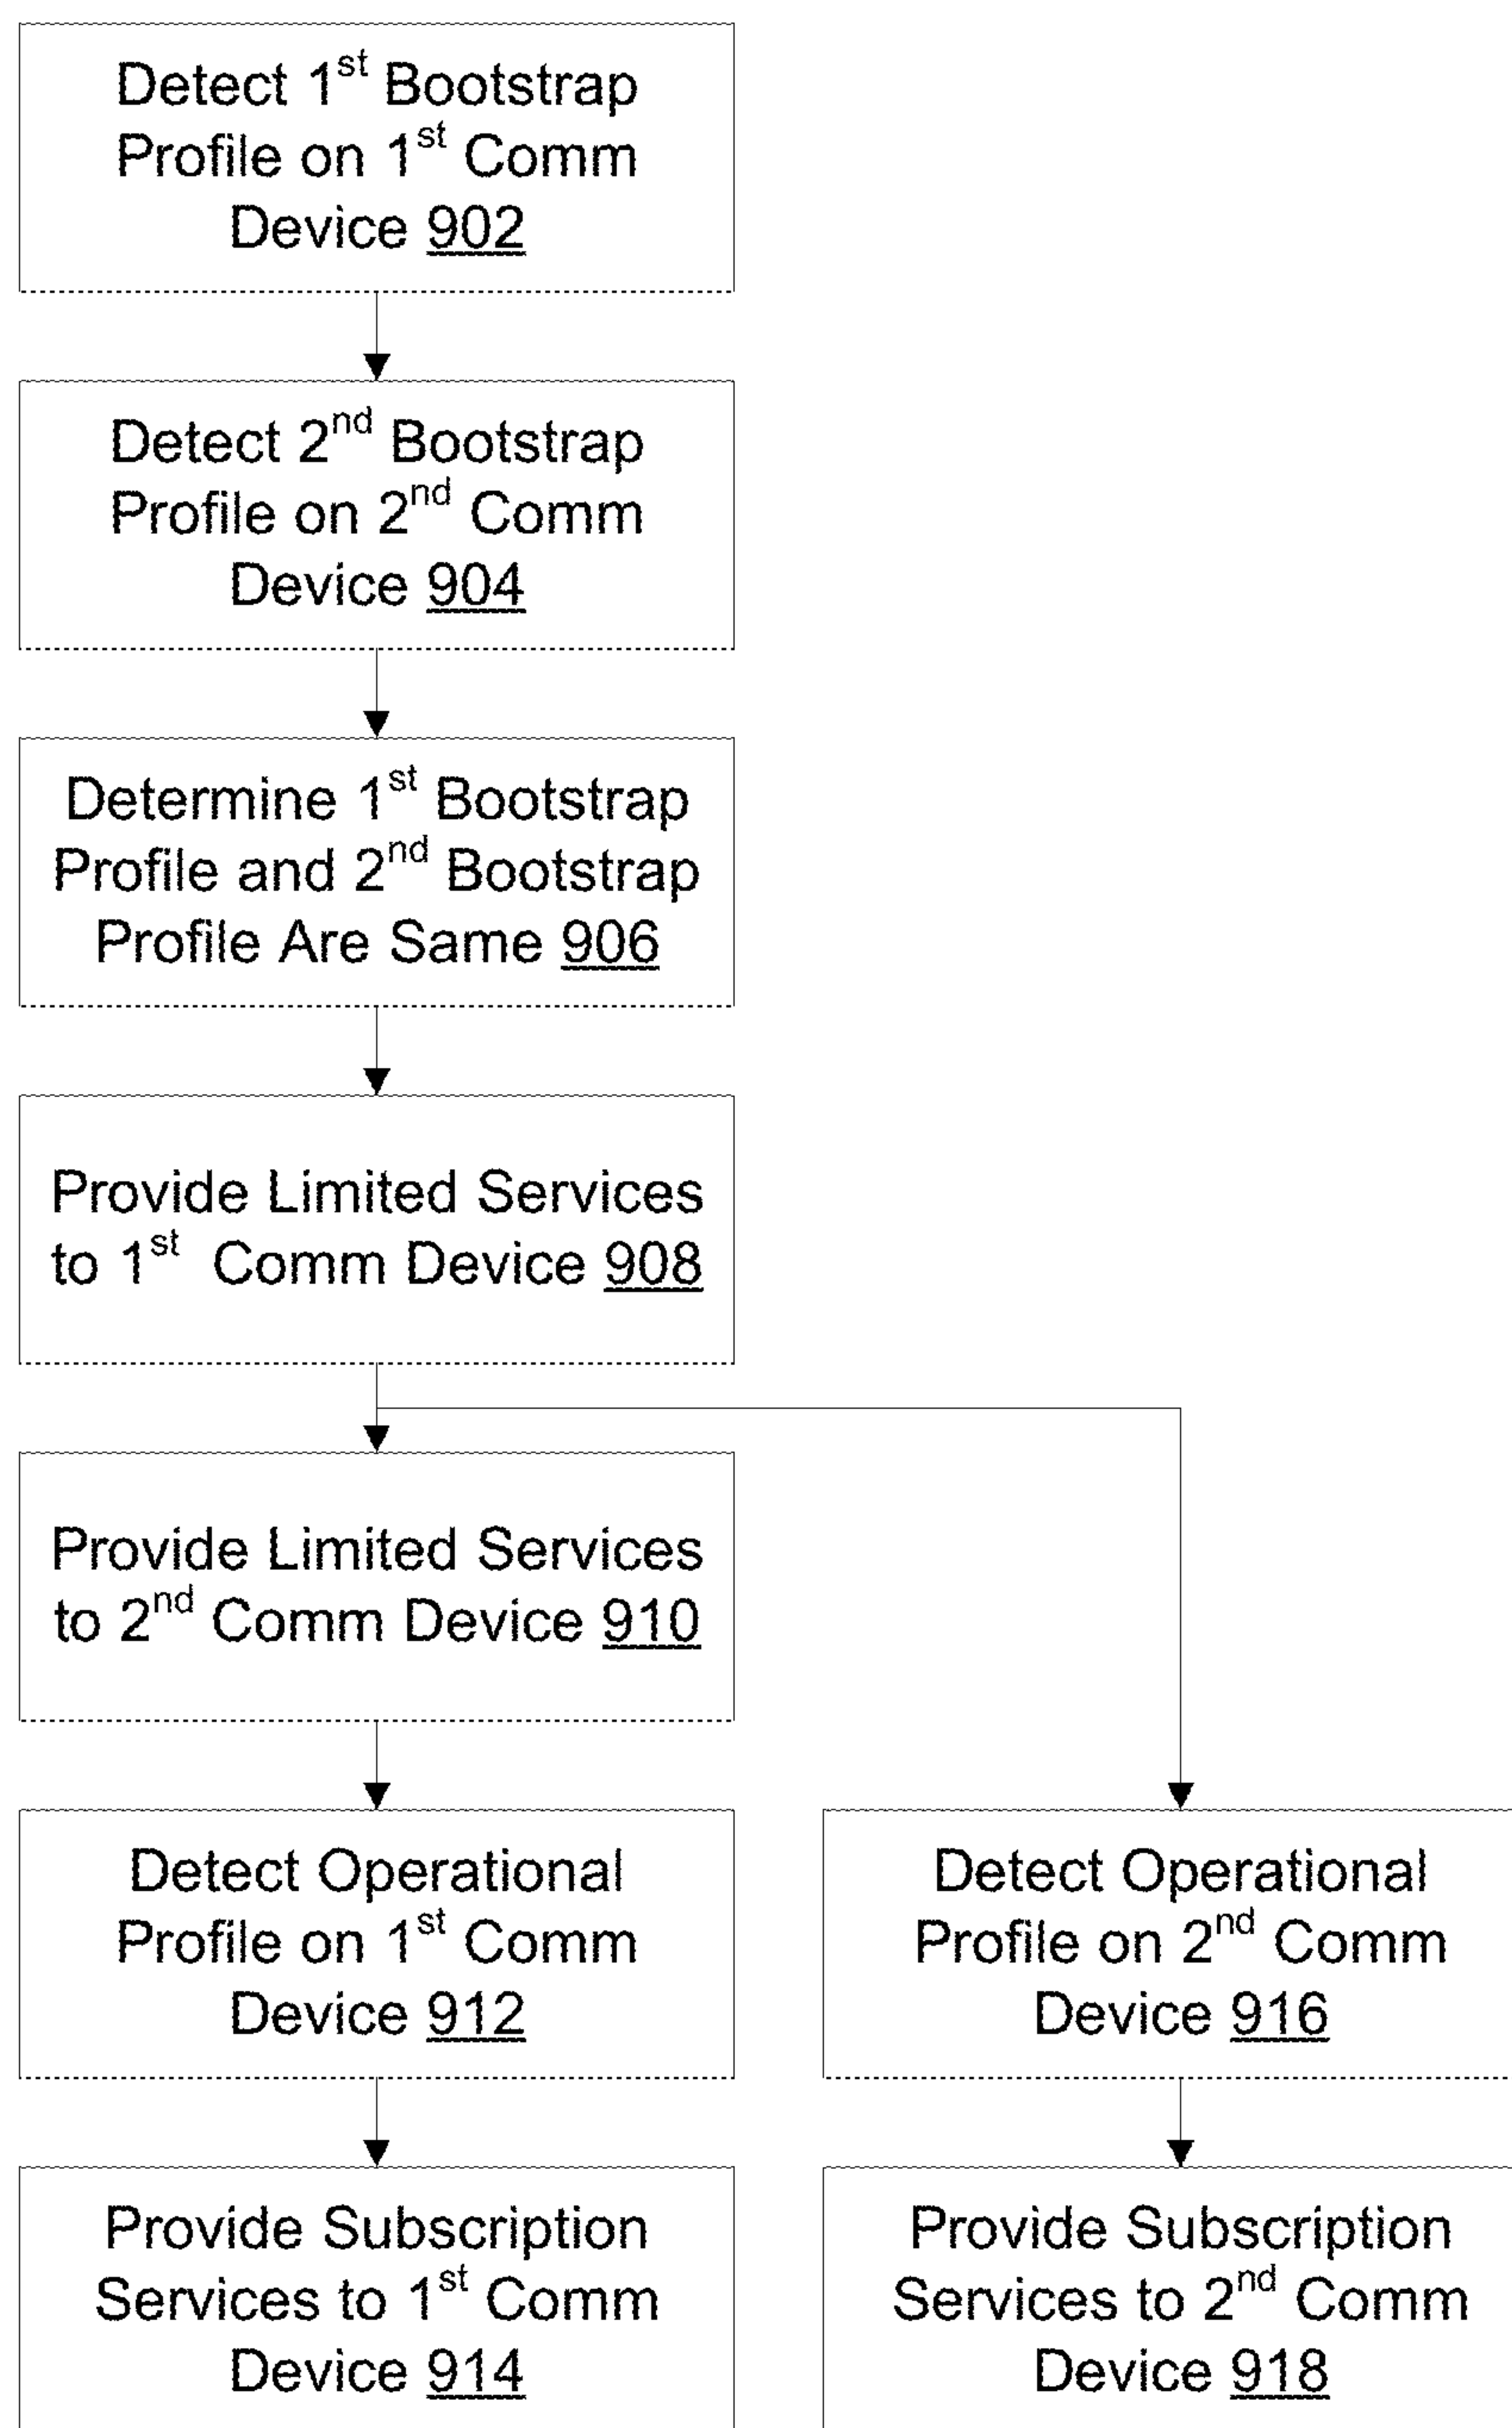 Detect 1st Bootstrap
Profile on 1st Comm
Device 902
Detect 2nd Bootstrap
Profile on 2nd Comm
Device 904
Determine 1st Bootstrap
Profile and 2nd Bootstrap
Profile Are Same 906
Provide Limited Services
to 1st Comm Device 908
Provide Limited Services
to 2nd Comm Device 910
Detect Operational
Profile on 1st Comm
Device 912
Detect Operational
Profile on 2nd Comm
Device 916
Provide Subscription
Services to 1st Comm
Device 914
Provide Subscription
Services to 2nd Comm
Device 918